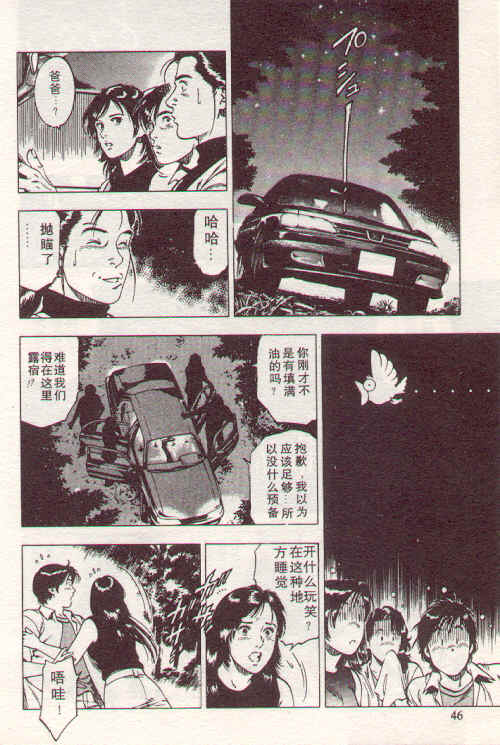 プシュ
爸爸…?
哈哈…
抛瞄了……
你刚才不
是有填满
油的吗?
抱歉,我以为
应该足够…所
以没什么预备
难道我们
得在这里
露宿!?
开什么玩笑?
在这种地
方睡觉
唔哇!
46